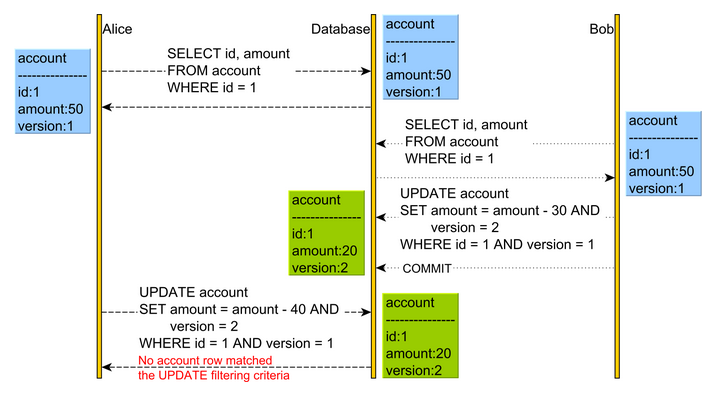 Alice
Database
Bob
account
---------------
id:1
amount:50
version:1
SELECT id, amount
FROM account
WHERE id = 1
account
---------------
id:1
amount:50
version:1
SELECT id, amount
FROM account
WHERE id = 1
account
---------------
id:1
amount:50
version:1
UPDATE account
SET amount = amount - 30 AND
version = 2
WHERE id = 1 AND version = 1
account
---------------
id:1
amount:20
version:2
COMMIT
UPDATE account
SET amount = amount - 40 AND
version = 2
WHERE id = 1 AND version = 1
No account row matched
the UPDATE filtering criteria
account
---------------
id:1
amount:20
version:2